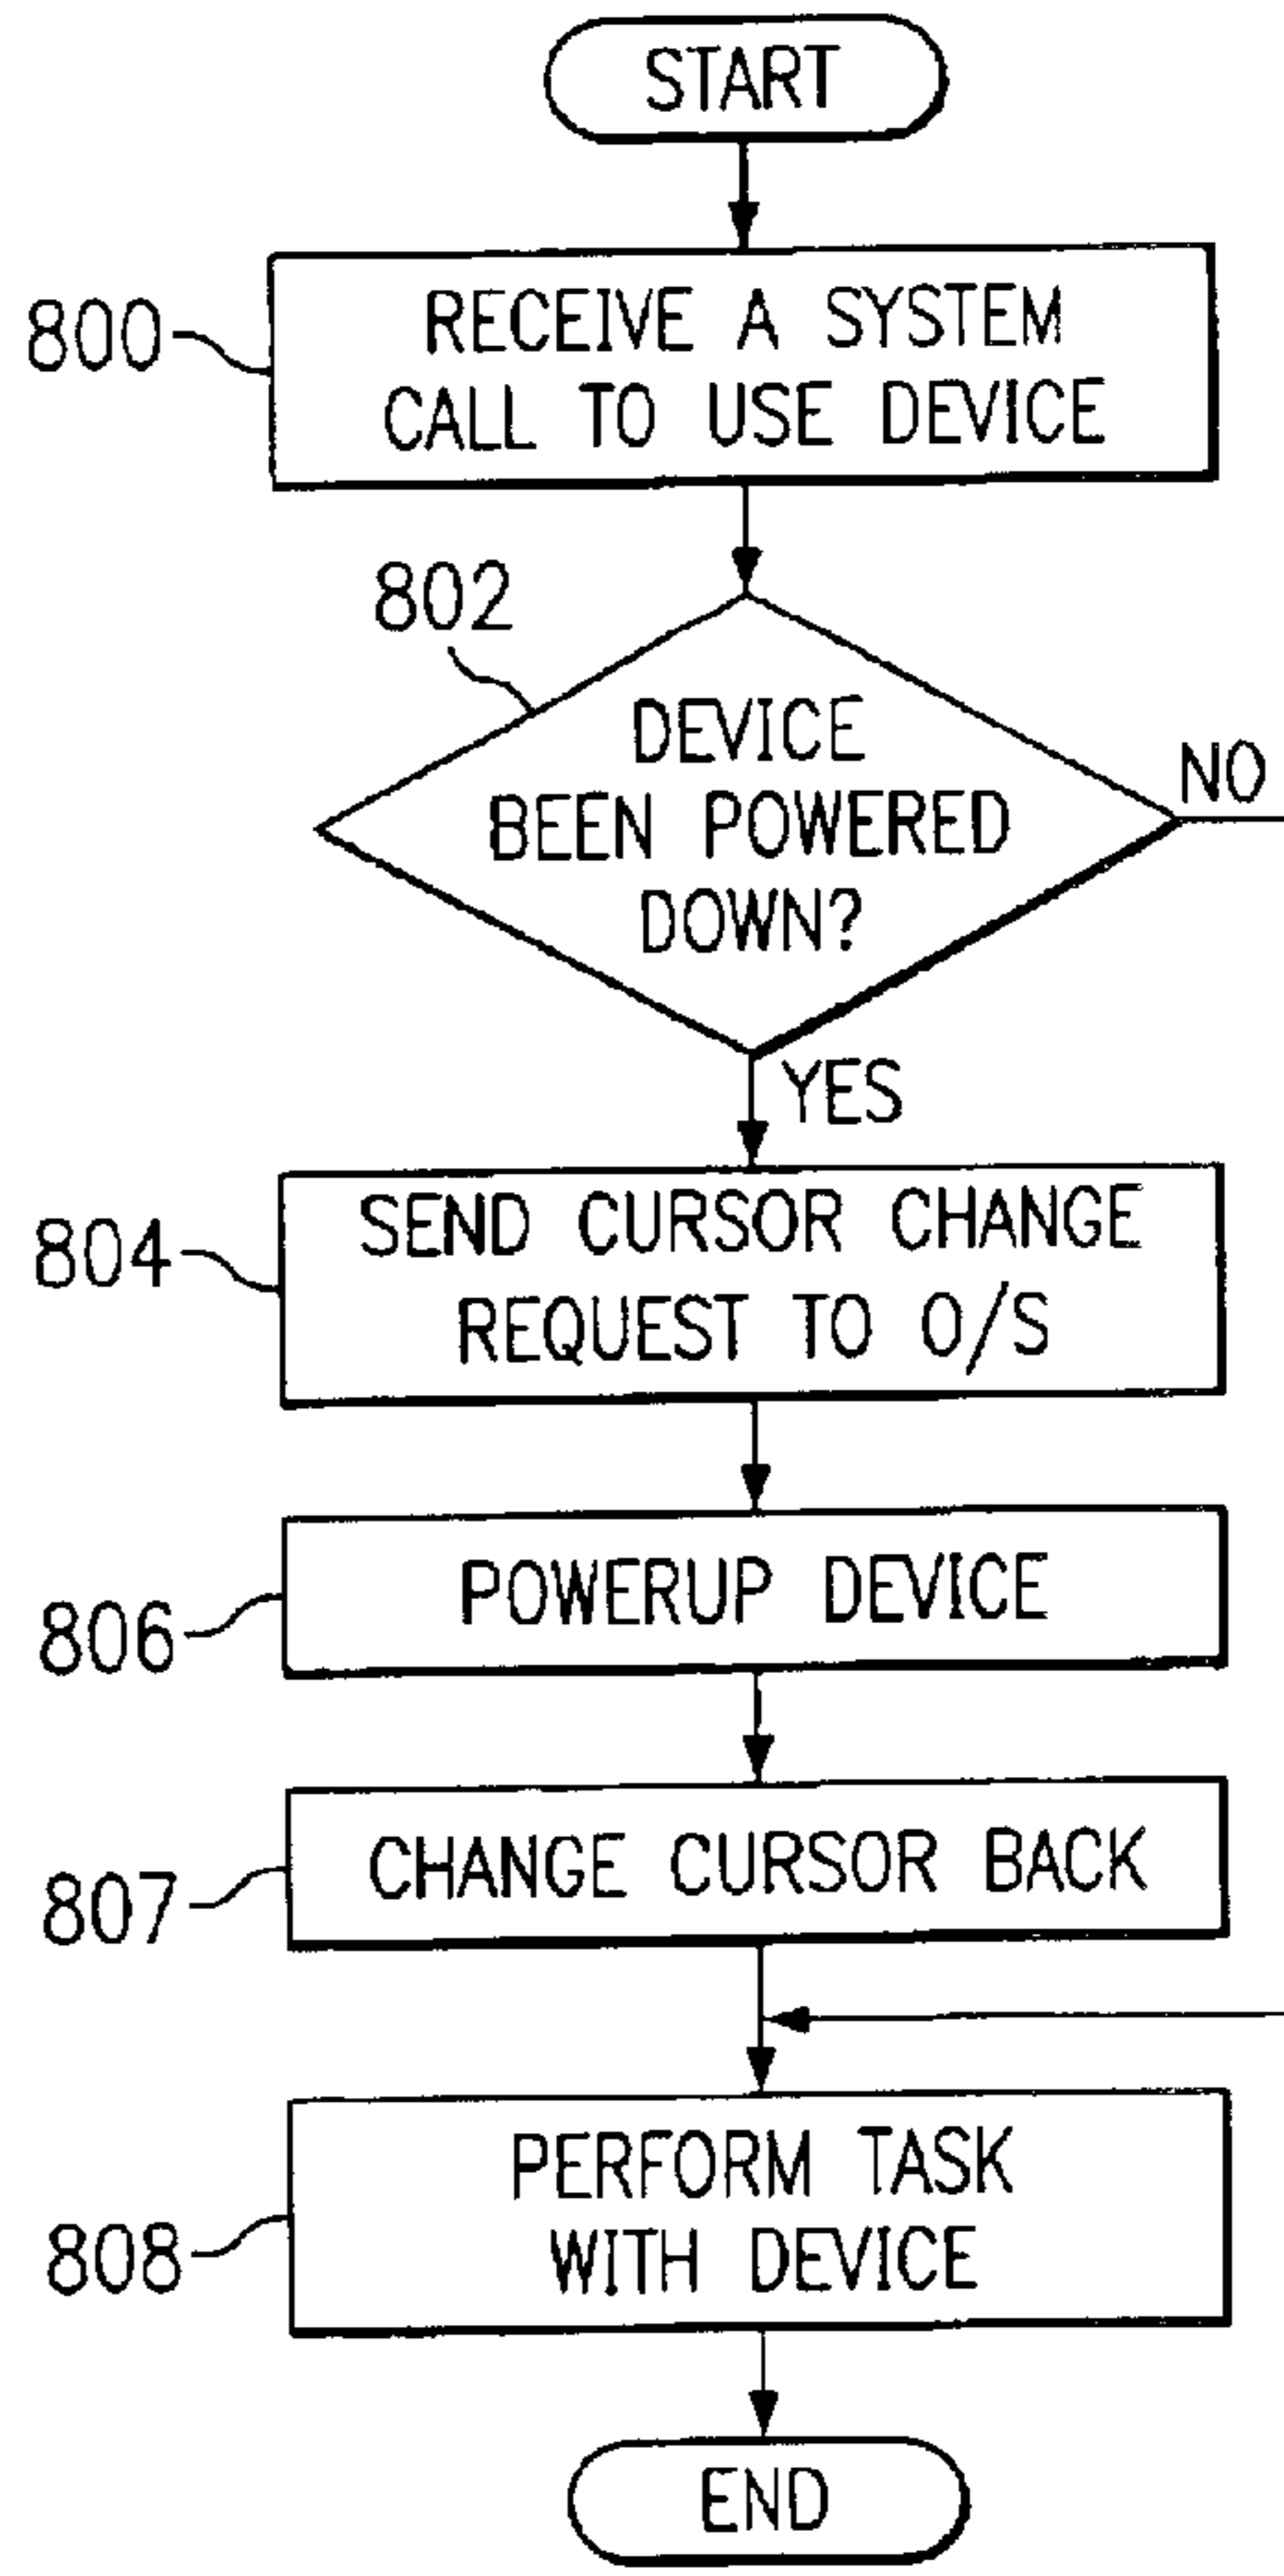 START
800
RECEIVE A SYSTEM
CALL TO USE DEVICE
802
DEVICE
BEEN POWERED
DOWN?
NO
YES
804
SEND CURSOR CHANGE
REQUEST TO O/S
806
POWERUP DEVICE
807
CHANGE CURSOR BACK
808
PERFORM TASK
WITH DEVICE
END